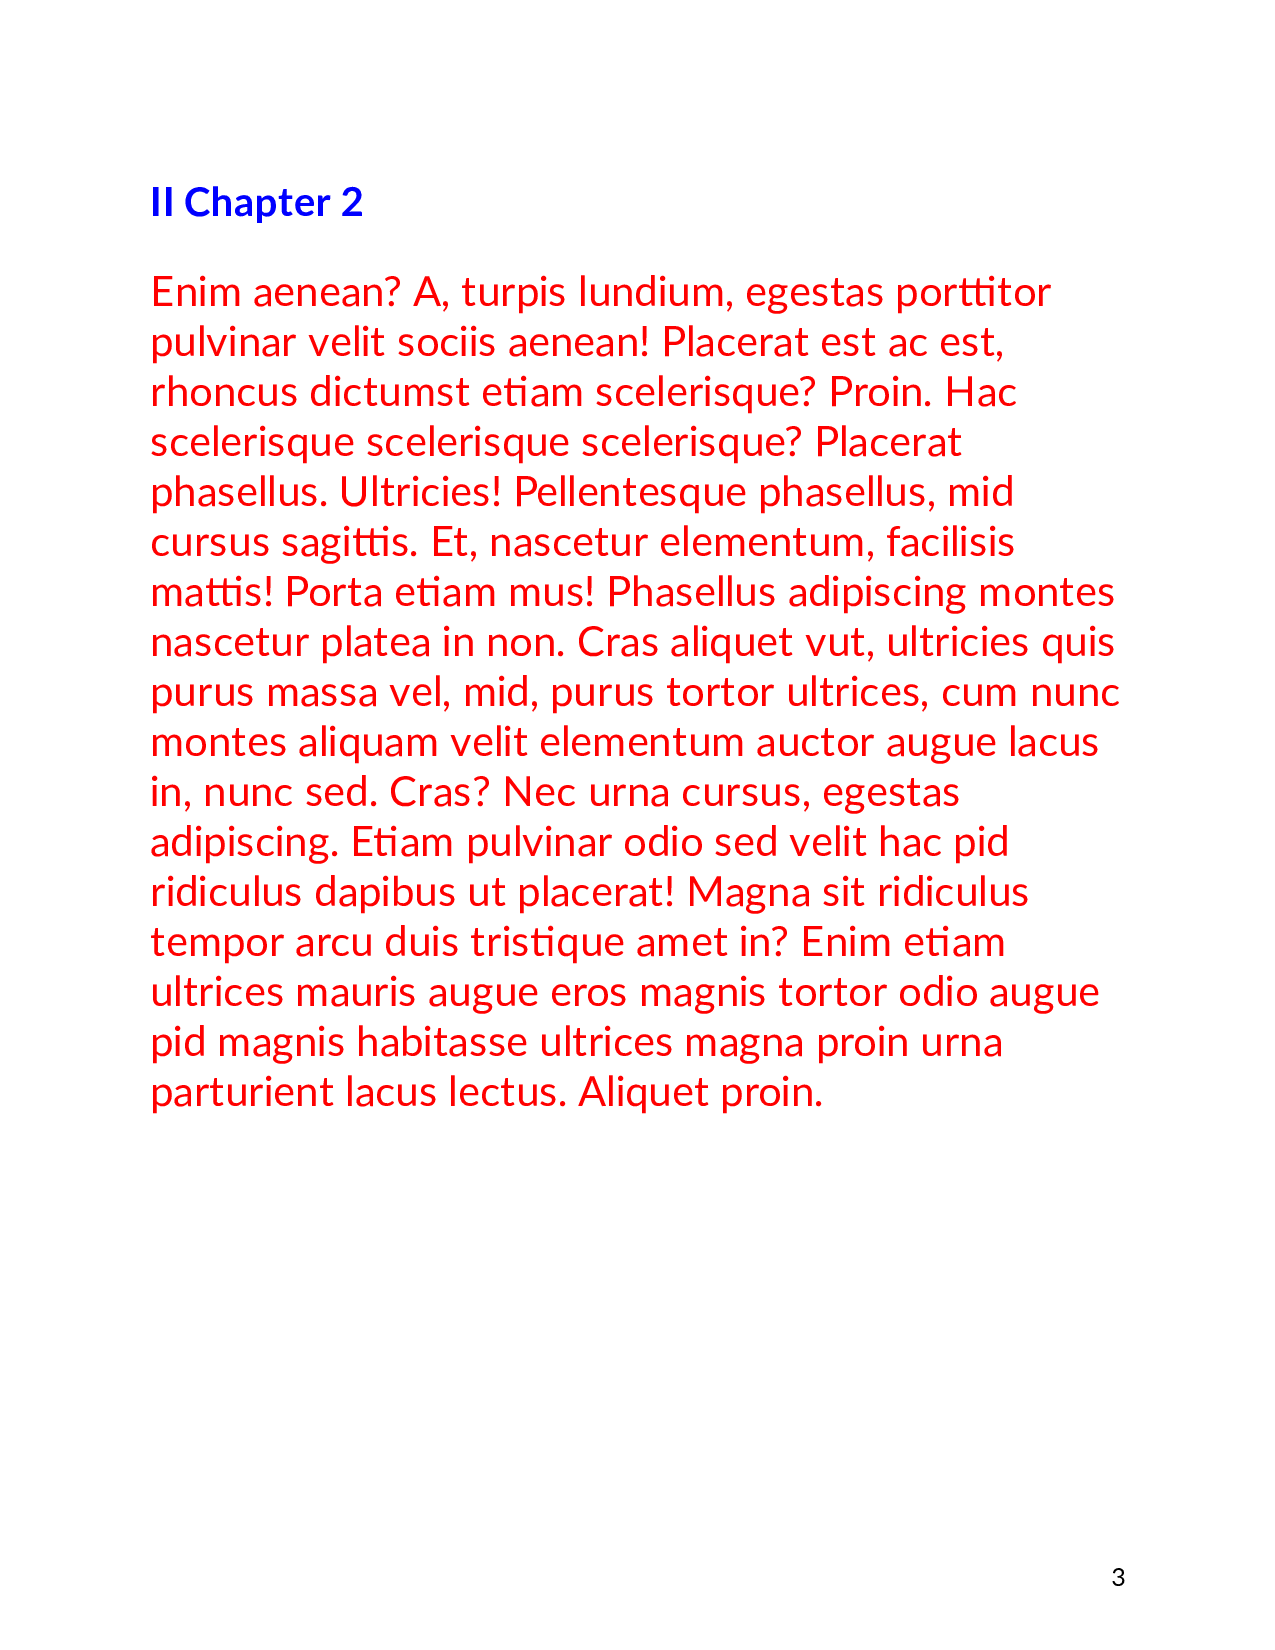 II Chapter 2
Enim aenean? A, turpis lundium, egestas porttitor
pulvinar velit sociis aenean! Placerat est ac est,
rhoncus dictumst etiam scelerisque? Proin. Hac
scelerisque scelerisque scelerisque? Placerat
phasellus. Ultricies! Pellentesque phasellus, mid
cursus sagittis. Et, nascetur elementum, facilisis
mattis! Porta etiam mus! Phasellus adipiscing montes
nascetur platea in non. Cras aliquet vut, ultricies quis
purus massa vel, mid, purus tortor ultrices, cum nunc
montes aliquam velit elementum auctor augue lacus
in, nunc sed. Cras? Nec urna cursus, egestas
adipiscing. Etiam pulvinar odio sed velit hac pid
ridiculus dapibus ut placerat! Magna sit ridiculus
tempor arcu duis tristique amet in? Enim etiam
ultrices mauris augue eros magnis tortor odio augue
pid magnis habitasse ultrices magna proin urna
parturient lacus lectus. Aliquet proin.
3